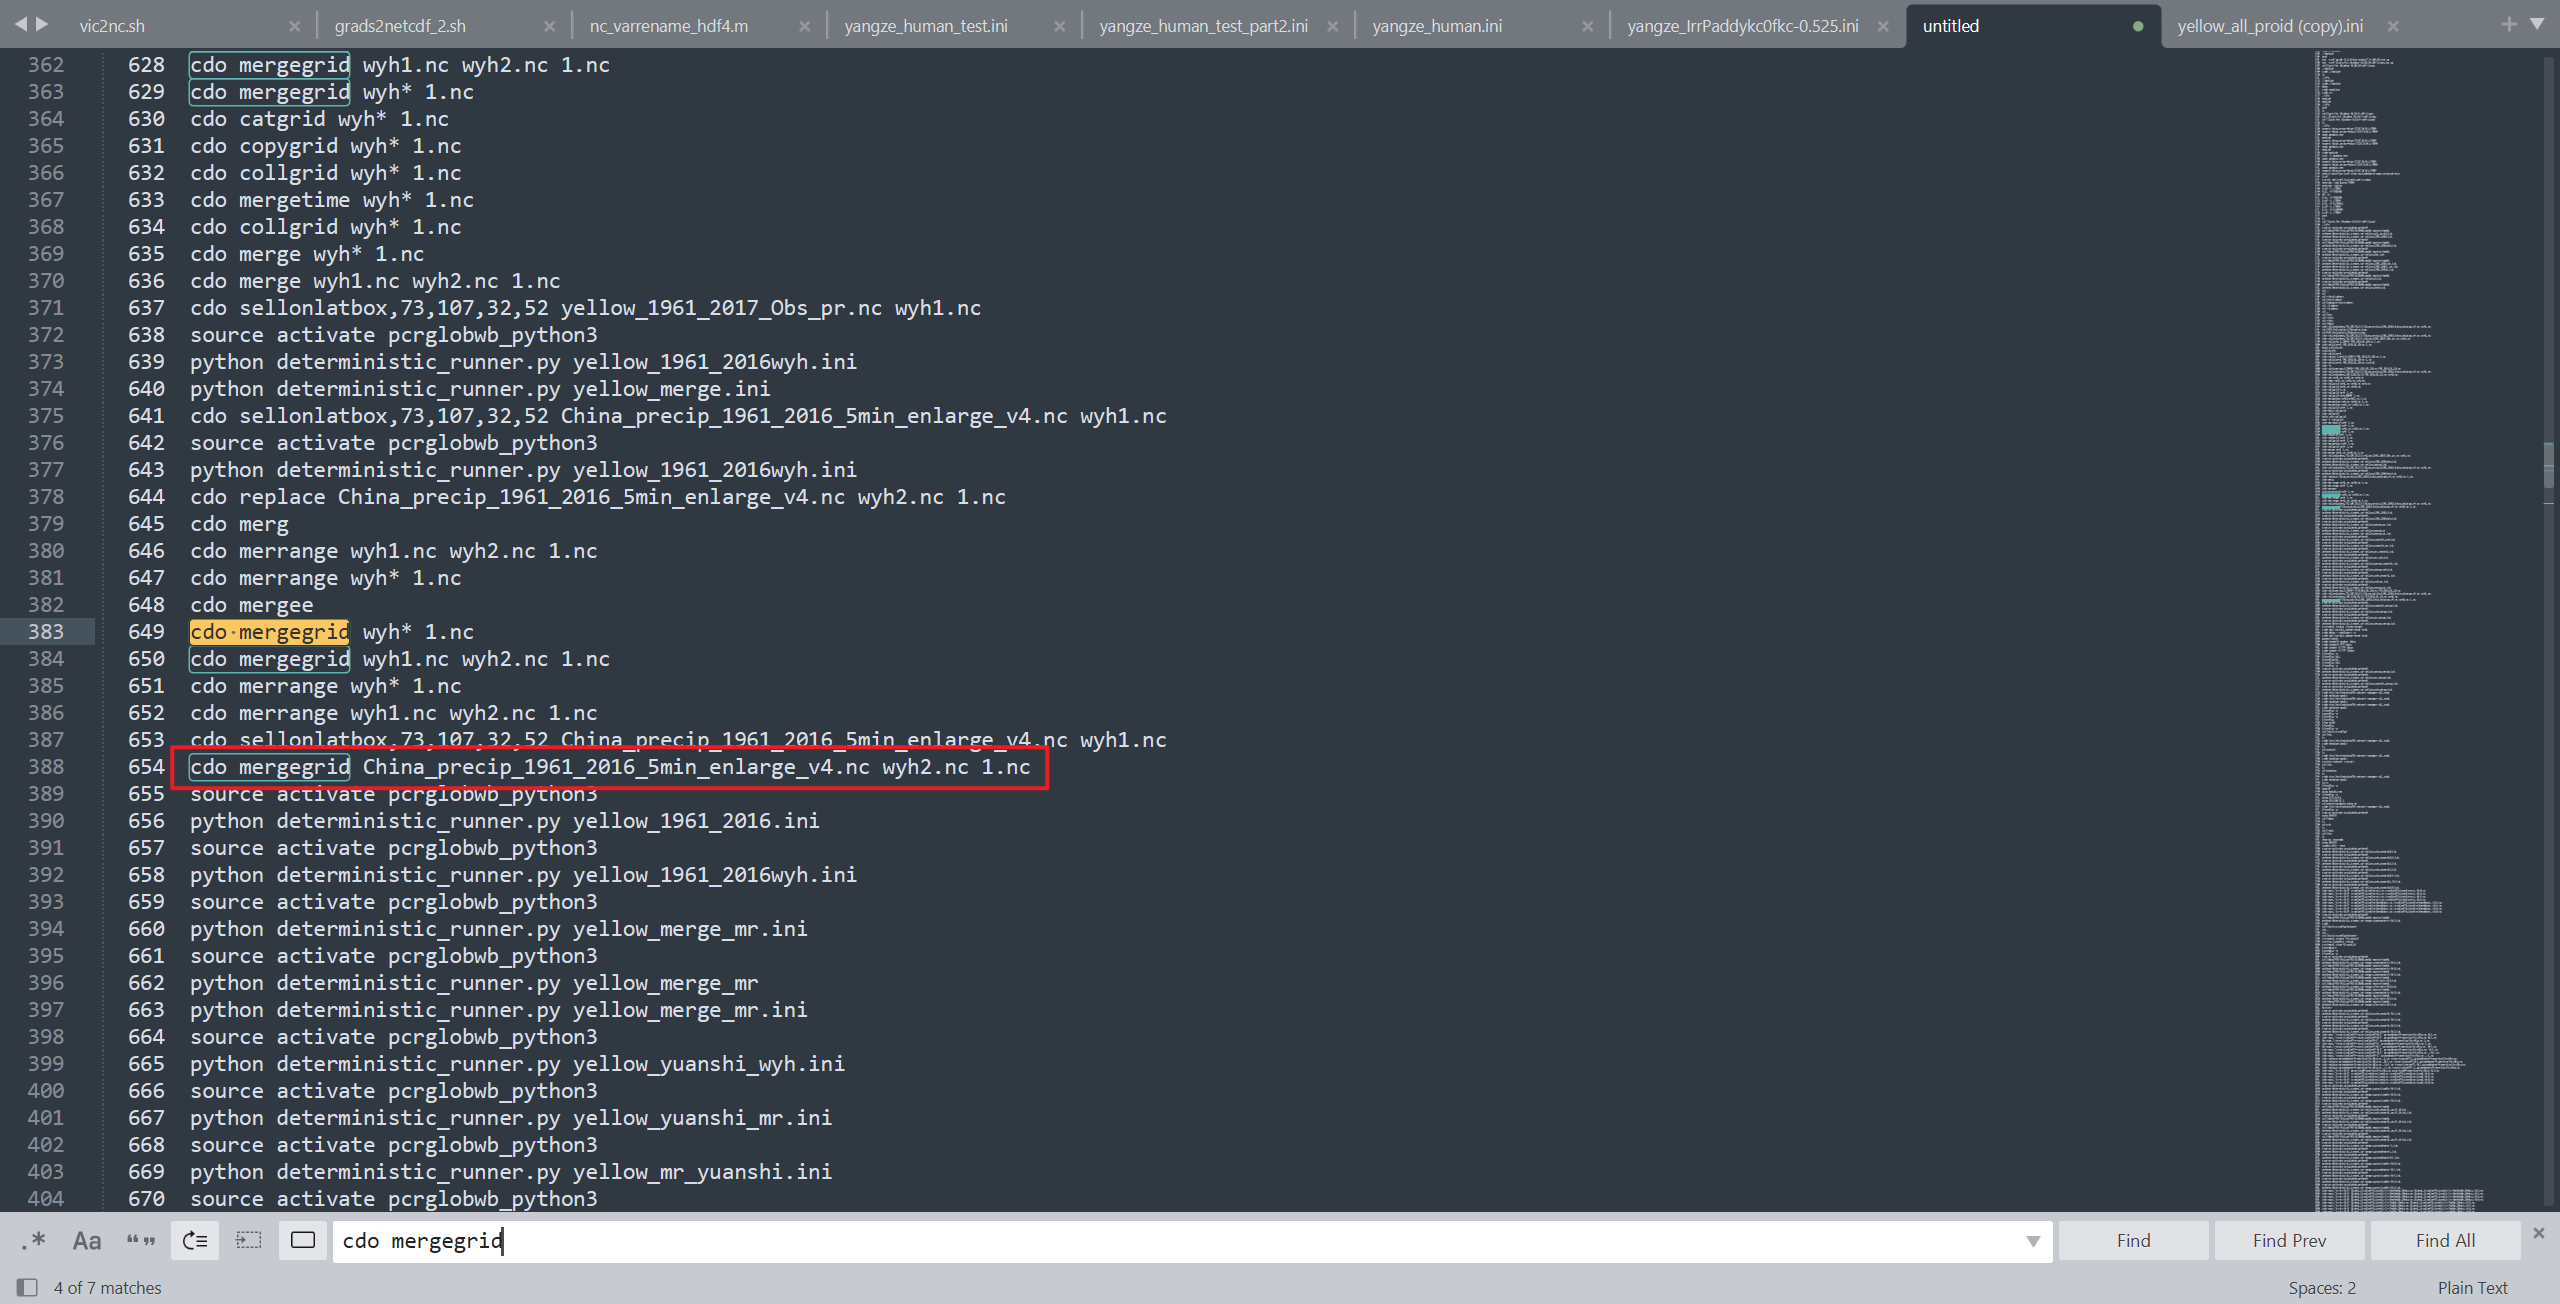 vic2nc.sh × grads2netcdf_2.sh × nc_varrename_hdf4.m × yangze_human_test.ini × yangze_human_test_part2.ini × yangze_human.ini × yangze_IrrPaddykc0fkc-0.525.ini × untitled yellow_all_proid (copy).ini ×
362 628 cdo mergegrid wyh1.nc wyh2.nc 1.nc
363 629 cdo mergegrid wyh* 1.nc
364 630 cdo catgrid wyh* 1.nc
365 631 cdo copygrid wyh* 1.nc
366 632 cdo collgrid wyh* 1.nc
367 633 cdo mergetime wyh* 1.nc
368 634 cdo collgrid wyh* 1.nc
369 635 cdo merge wyh* 1.nc
370 636 cdo merge wyh1.nc wyh2.nc 1.nc
371 637 cdo sellonlatbox,73,107,32,52 yellow_1961_2017_Obs_pr.nc wyh1.nc
372 638 source activate pcrglobwb_python3
373 639 python deterministic_runner.py yellow_1961_2016wyh.ini
374 640 python deterministic_runner.py yellow_merge.ini
375 641 cdo sellonlatbox,73,107,32,52 China_precip_1961_2016_5min_enlarge_v4.nc wyh1.nc
376 642 source activate pcrglobwb_python3
377 643 python deterministic_runner.py yellow_1961_2016wyh.ini
378 644 cdo replace China_precip_1961_2016_5min_enlarge_v4.nc wyh2.nc 1.nc
379 645 cdo merg
380 646 cdo merrange wyh1.nc wyh2.nc 1.nc
381 647 cdo merrange wyh* 1.nc
382 648 cdo mergee
383 649 cdo mergegrid wyh* 1.nc
384 650 cdo mergegrid wyh1.nc wyh2.nc 1.nc
385 651 cdo merrange wyh* 1.nc
386 652 cdo merrange wyh1.nc wyh2.nc 1.nc
387 653 cdo sellonlatbox,73,107,32,52 China_precip_1961_2016_5min_enlarge_v4.nc wyh1.nc
388 654 cdo mergegrid China_precip_1961_2016_5min_enlarge_v4.nc wyh2.nc 1.nc
389 655 source activate pcrglobwb_python3
390 656 python deterministic_runner.py yellow_1961_2016.ini
391 657 source activate pcrglobwb_python3
392 658 python deterministic_runner.py yellow_1961_2016wyh.ini
393 659 source activate pcrglobwb_python3
394 660 python deterministic_runner.py yellow_merge_mr.ini
395 661 source activate pcrglobwb_python3
396 662 python deterministic_runner.py yellow_merge_mr
397 663 python deterministic_runner.py yellow_merge_mr.ini
398 664 source activate pcrglobwb_python3
399 665 python deterministic_runner.py yellow_yuanshi_wyh.ini
400 666 source activate pcrglobwb_python3
401 667 python deterministic_runner.py yellow_yuanshi_mr.ini
402 668 source activate pcrglobwb_python3
403 669 python deterministic_runner.py yellow_mr_yuanshi.ini
404 670 source activate pcrglobwb_python3
.* Aa “” cdo mergegrid Find Find Prev Find All ×
4 of 7 matches Spaces: 2 Plain Text